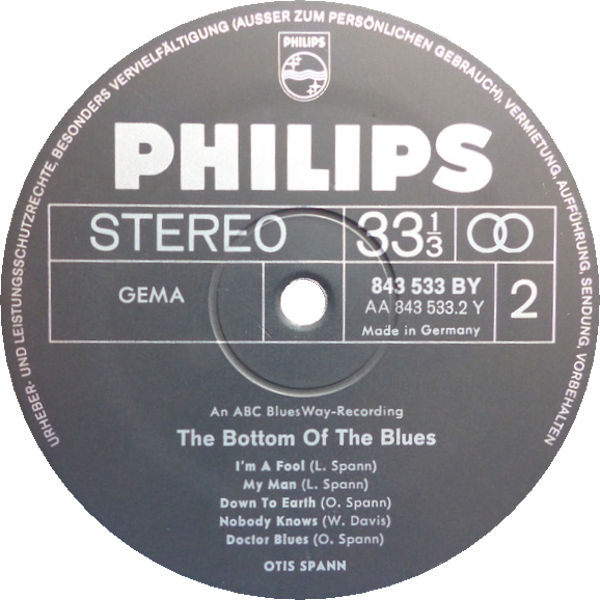 URHEBER- UND LEISTUNGSSCHUTZRECHTE, BESONDERS VERVIELFÄLTIGUNG (AUSSER ZUM PERSÖNLICHEN GEBRAUCH), VERMIETUNG, AUFFÜHRUNG, SENDUNG, VORBEHALTEN
PHILIPS
PHILIPS
STEREO 33 1/3
GEMA 843 533 BY 2
AA 843 533.2 Y
Made in Germany
An ABC BluesWay-Recording
The Bottom Of The Blues
I'm A Fool (L. Spann)
My Man (L. Spann)
Down To Earth (O. Spann)
Nobody Knows (W. Davis)
Doctor Blues (O. Spann)
OTIS SPANN